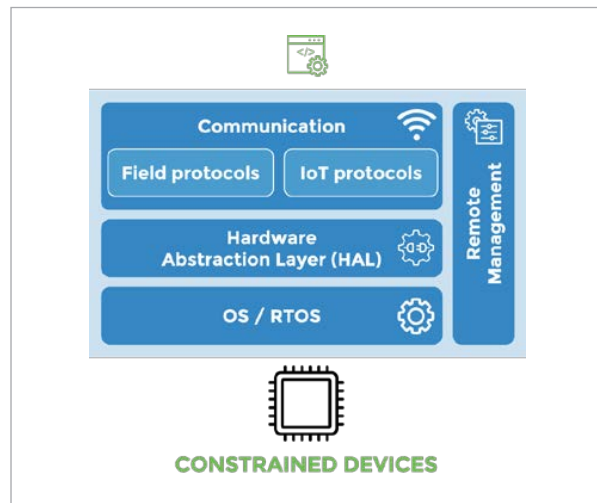 </>
Communication
Field protocols
IoT protocols
Hardware
Abstraction Layer (HAL)
OS / RTOS
Remote
Management
CONSTRAINED DEVICES